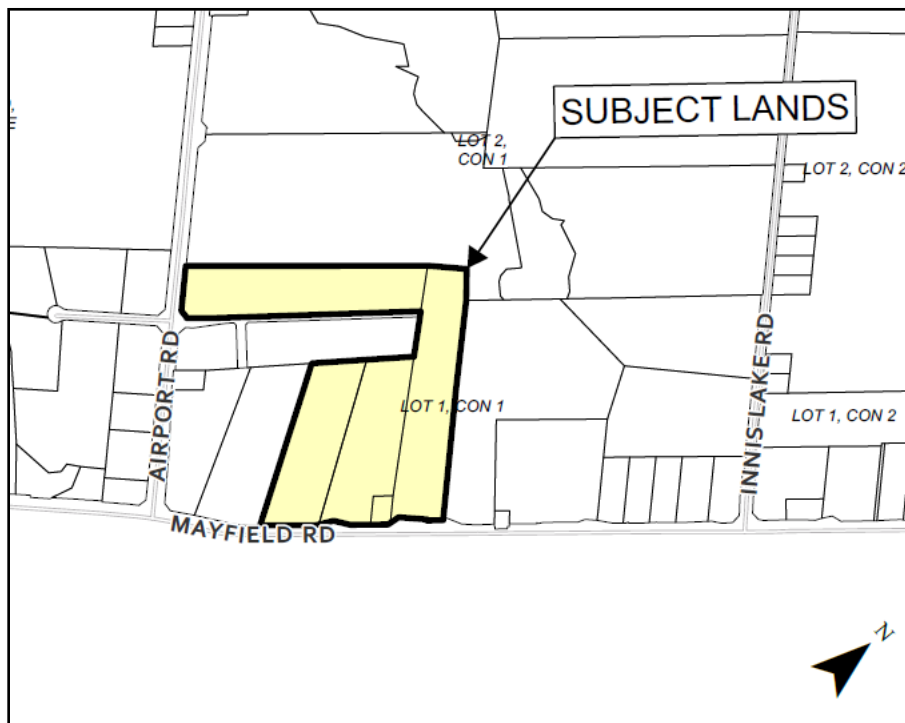 SUBJECT LANDS
LOT 2,
CON 1
LOT 2, CON 2
AIRPORT RD
LOT 1, CON 1
INNIS LAKE RD
LOT 1, CON 2
MAYFIELD RD
N